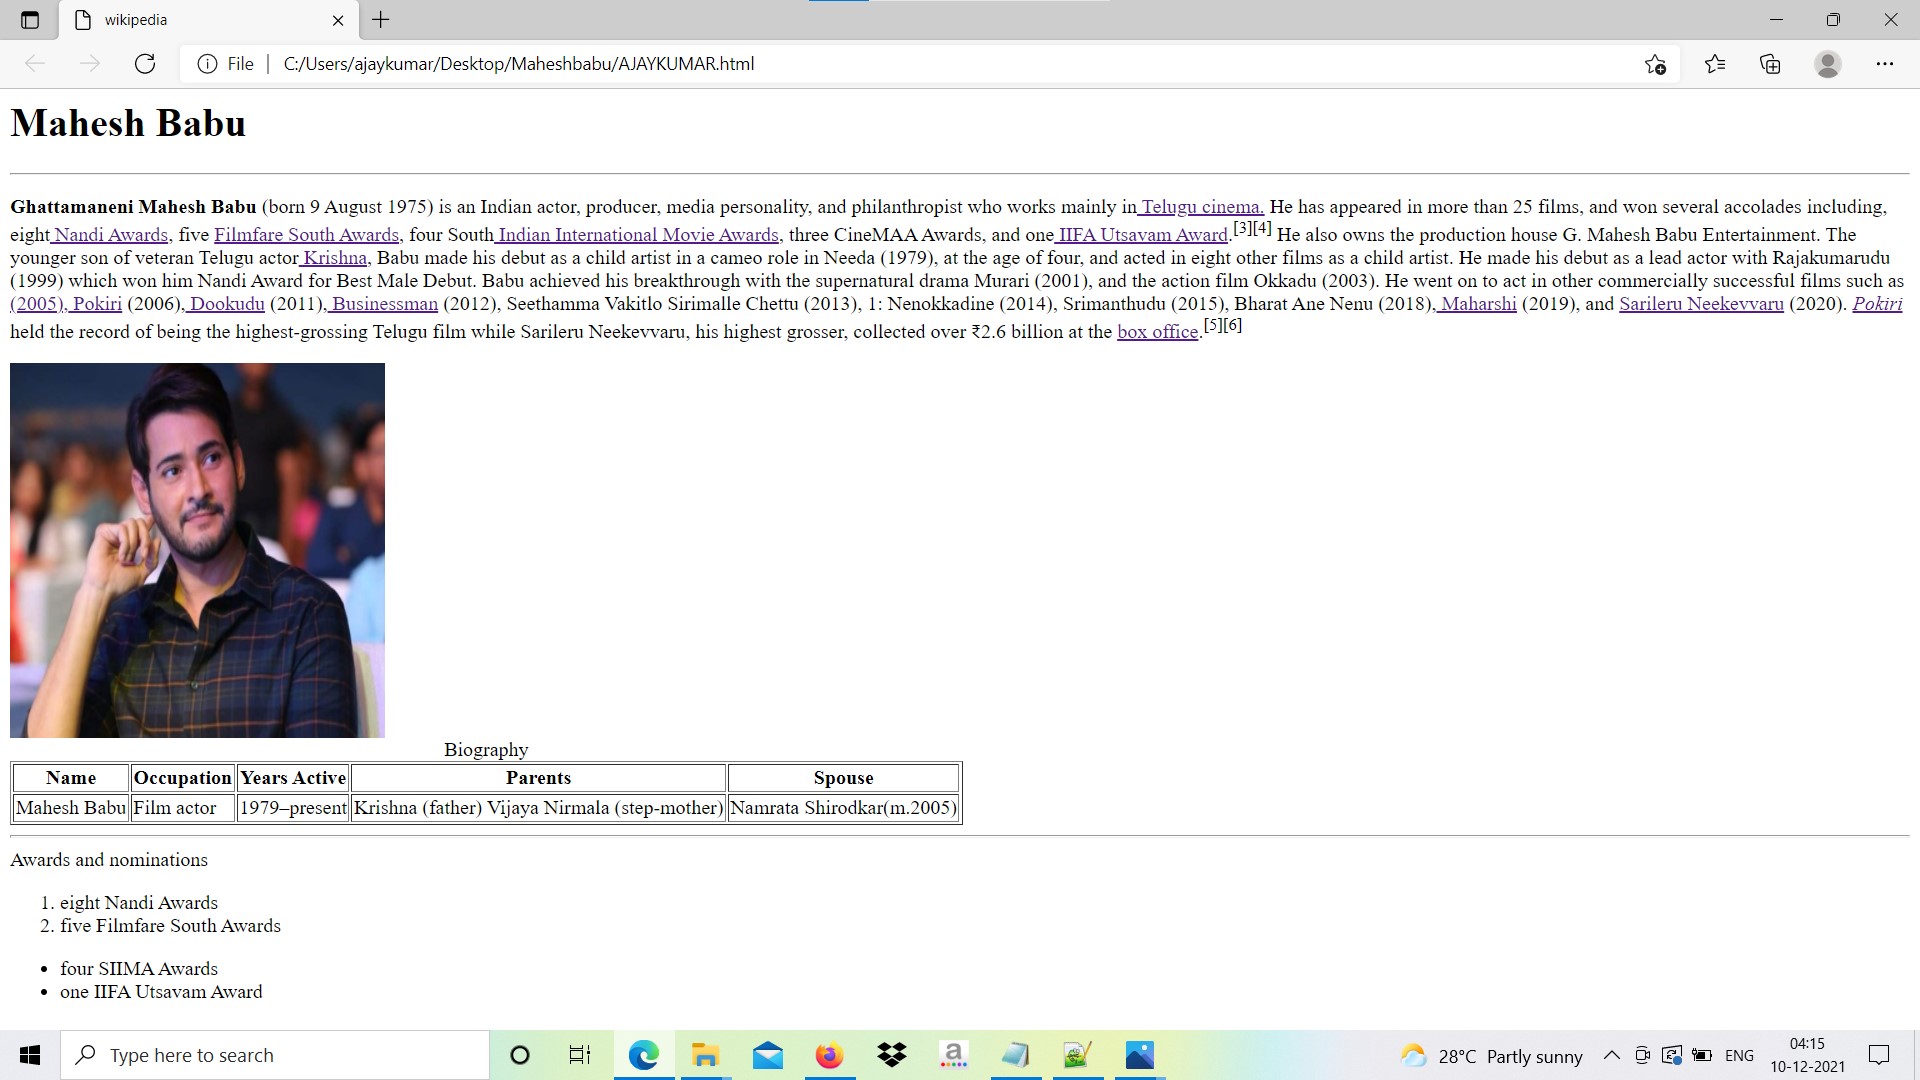 wikipedia
File
C:/Users/ajaykumar/Desktop/Maheshbabu/AJAYKUMAR.html
Mahesh Babu
Ghattamaneni Mahesh Babu (born 9 August 1975) is an Indian actor, producer, media personality, and philanthropist who works mainly in Telugu cinema. He has appeared in more than 25 films, and won several accolades including,
eight Nandi Awards, five Filmfare South Awards, four South Indian International Movie Awards, three CineMAA Awards, and one IIFA Utsavam Award.[3][4] He also owns the production house G. Mahesh Babu Entertainment. The
younger son of veteran Telugu actor Krishna, Babu made his debut as a child artist in a cameo role in Needa (1979), at the age of four, and acted in eight other films as a child artist. He made his debut as a lead actor with Rajakumarudu
(1999) which won him Nandi Award for Best Male Debut. Babu achieved his breakthrough with the supernatural drama Murari (2001), and the action film Okkadu (2003). He went on to act in other commercially successful films such as
(2005), Pokiri (2006), Dookudu (2011), Businessman (2012), Seethamma Vakitlo Sirimalle Chettu (2013), 1: Nenokkadine (2014), Srimanthudu (2015), Bharat Ane Nenu (2018), Maharshi (2019), and Sarileru Neekevvaru (2020). Pokiri
held the record of being the highest-grossing Telugu film while Sarileru Neekevvaru, his highest grosser, collected over ₹2.6 billion at the box office.[5][6]
Biography
Name Occupation Years Active Parents Spouse
Mahesh Babu Film actor 1979–present Krishna (father) Vijaya Nirmala (step-mother) Namrata Shirodkar(m.2005)
Awards and nominations
1. eight Nandi Awards
2. five Filmfare South Awards
• four SIIMA Awards
• one IIFA Utsavam Award
Type here to search
a
28°C Partly sunny
ENG
04:15
10-12-2021